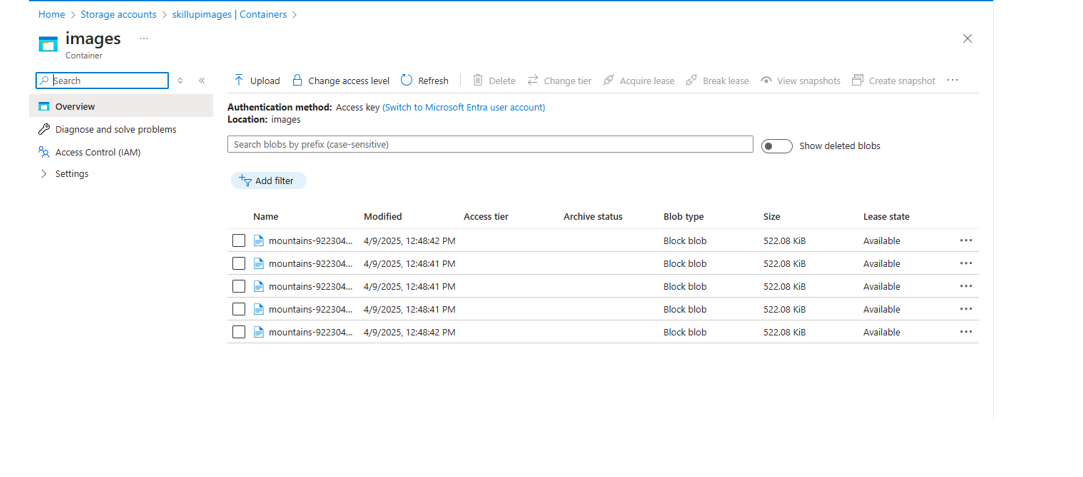 Home > Storage accounts > skillupimages | Containers >
images ...
Container
Search
Upload Change access level Refresh Delete Change tier Acquire lease Break lease View snapshots Create snapshot ...
Overview
Diagnose and solve problems
Access Control (IAM)
Settings
Authentication method: Access key (Switch to Microsoft Entra user account)
Location: images
Search blobs by prefix (case-sensitive)
Show deleted blobs
Add filter
Name Modified Access tier Archive status Blob type Size Lease state
mountains-922304... 4/9/2025, 12:48:42 PM Block blob 522.08 KiB Available ...
mountains-922304... 4/9/2025, 12:48:41 PM Block blob 522.08 KiB Available ...
mountains-922304... 4/9/2025, 12:48:41 PM Block blob 522.08 KiB Available ...
mountains-922304... 4/9/2025, 12:48:41 PM Block blob 522.08 KiB Available ...
mountains-922304... 4/9/2025, 12:48:42 PM Block blob 522.08 KiB Available ...